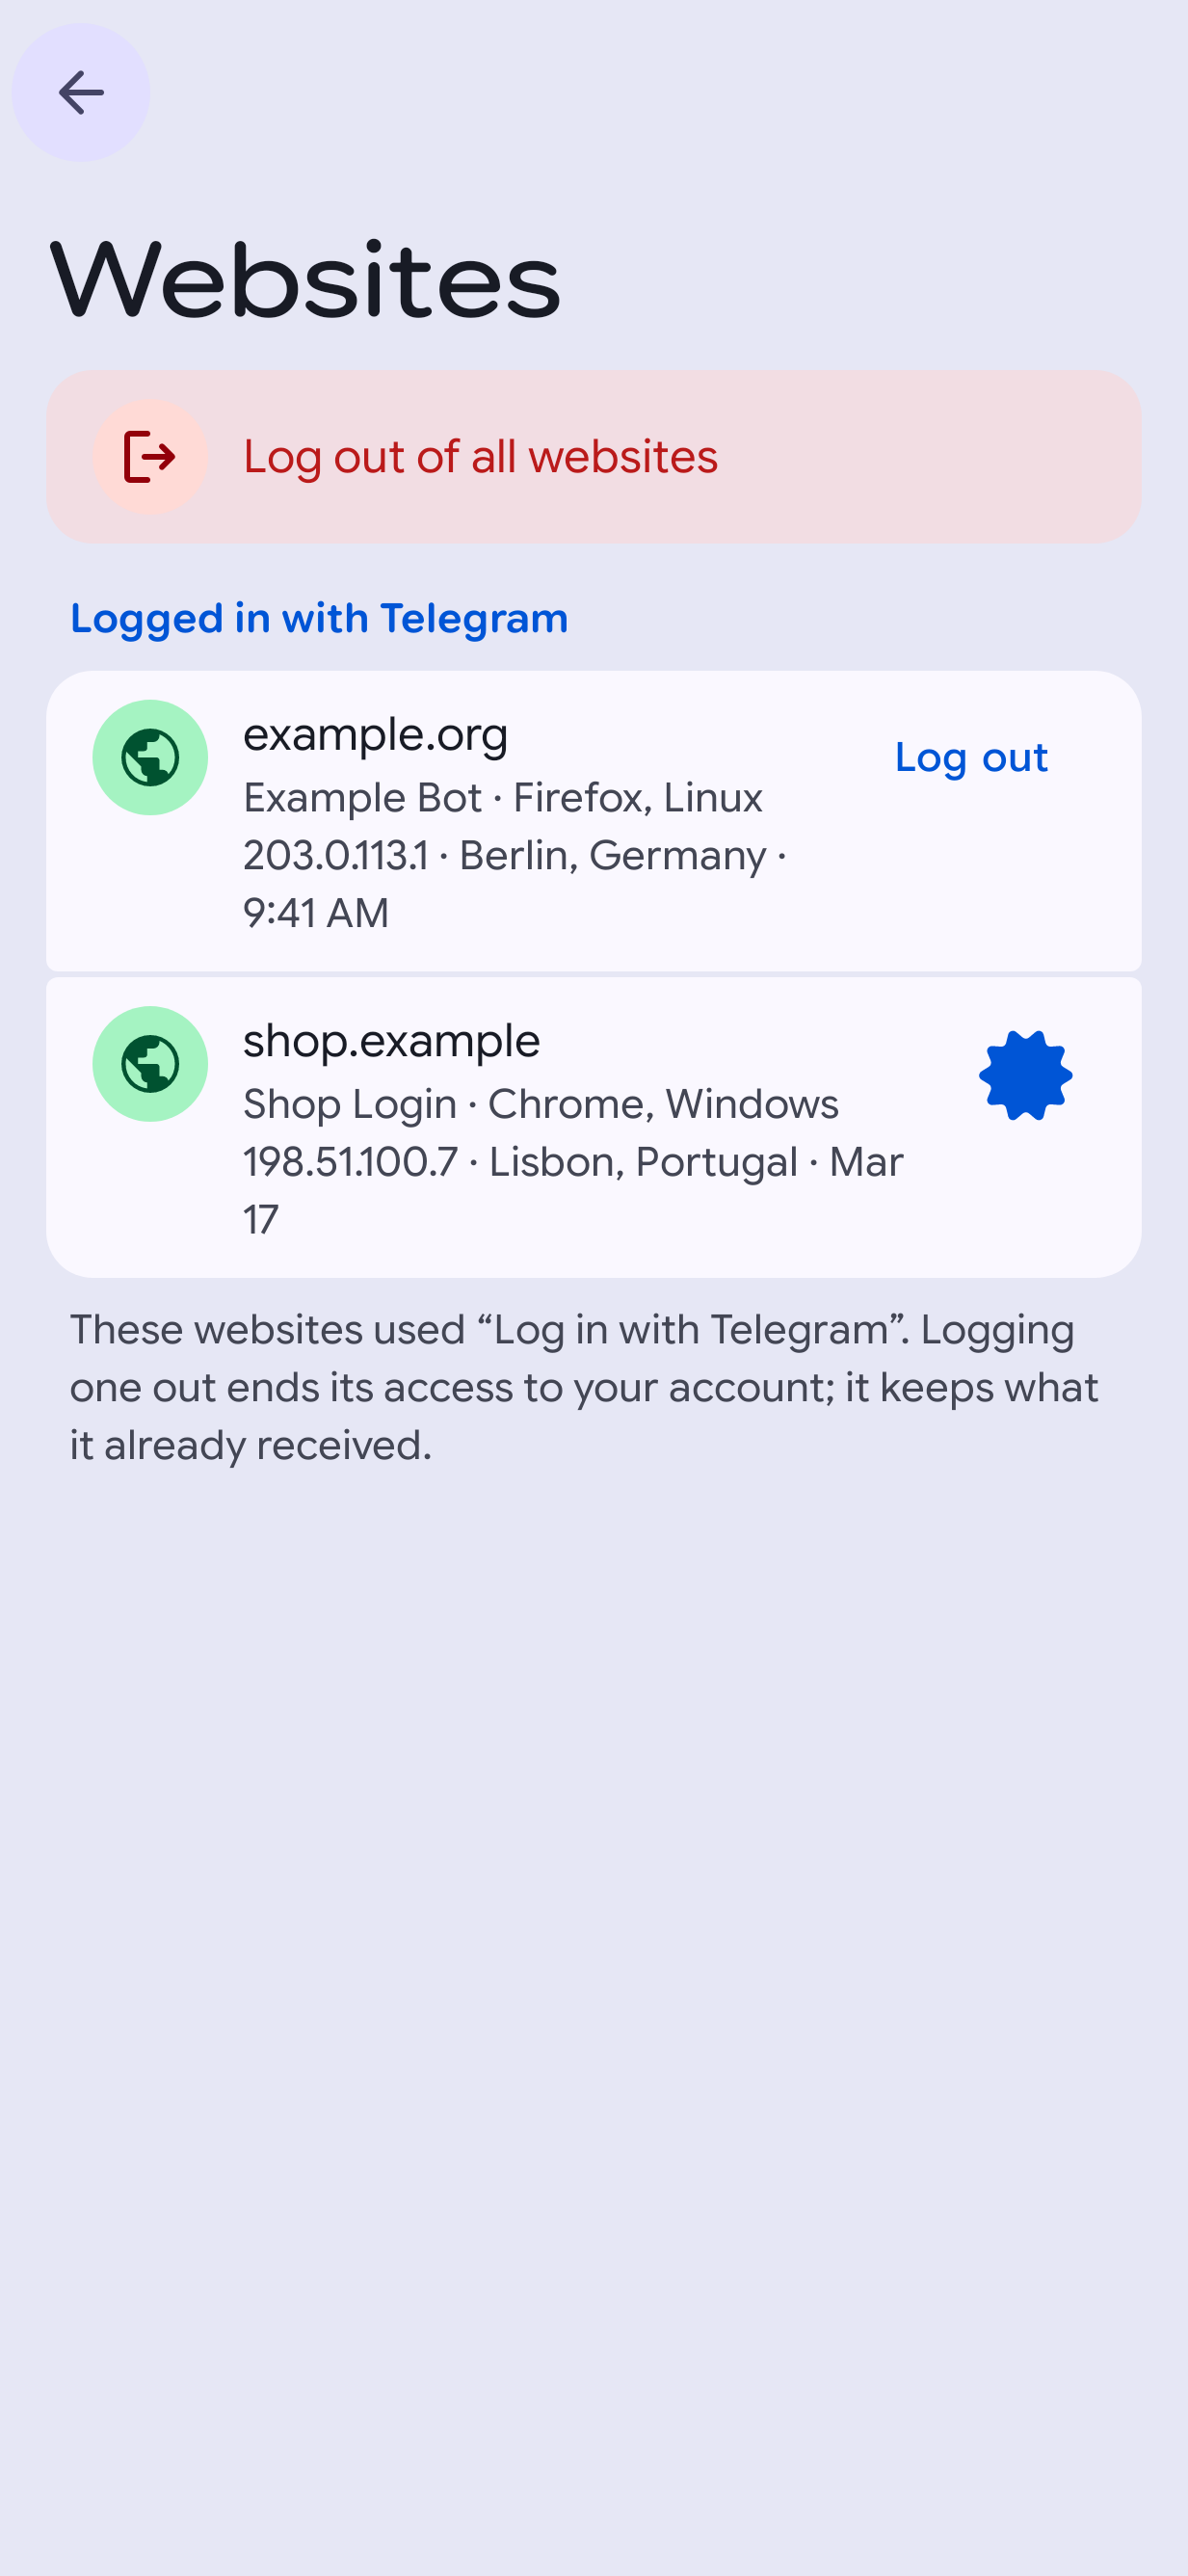 Websites
Log out of all websites
Logged in with Telegram
example.org
Log out
Example Bot · Firefox, Linux
203.0.113.1 · Berlin, Germany ·
9:41 AM
shop.example
Shop Login · Chrome, Windows
198.51.100.7 · Lisbon, Portugal · Mar
17
These websites used “Log in with Telegram”. Logging
one out ends its access to your account; it keeps what
it already received.